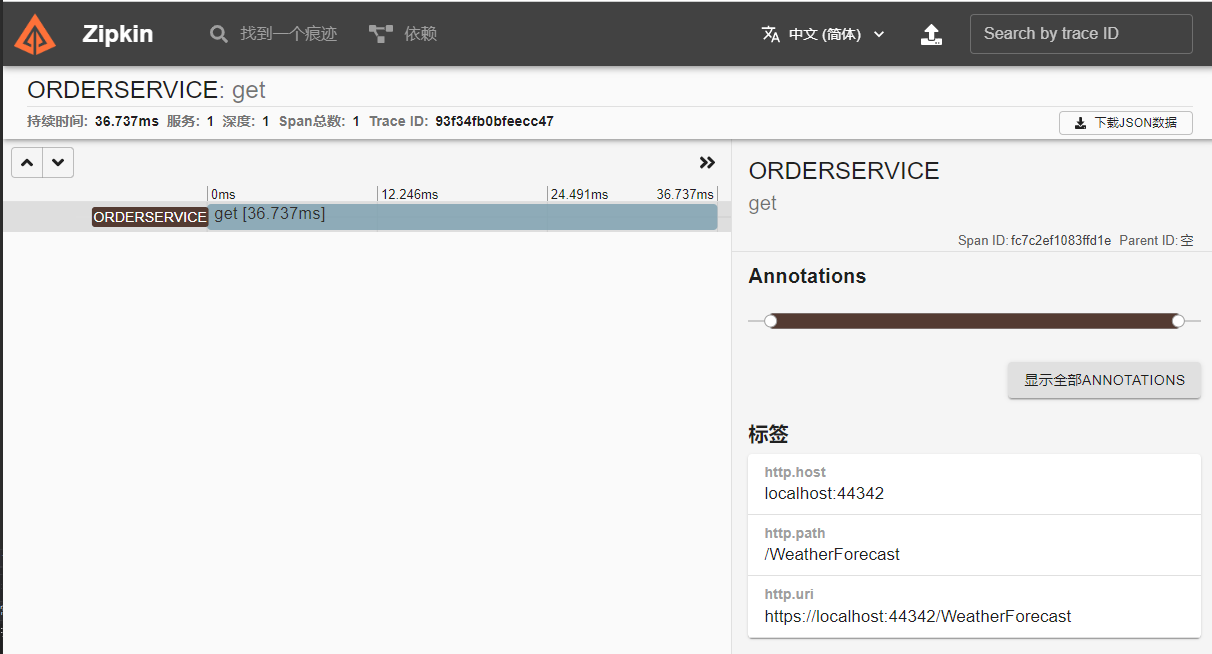 Zipkin 找到一个痕迹 依赖 中文 (简体) Search by trace ID
ORDERSERVICE: get
持续时间: 36.737ms 服务: 1 深度: 1 Span总数: 1 Trace ID: 93f34fb0bfeecc47
下载JSON数据
0ms 12.246ms 24.491ms 36.737ms
ORDERSERVICE get [36.737ms]
ORDERSERVICE
get
Span ID: fc7c2ef1083ffd1e Parent ID: 空
Annotations
显示全部ANNOTATIONS
标签
http.host
localhost:44342
http.path
/WeatherForecast
http.uri
https://localhost:44342/WeatherForecast